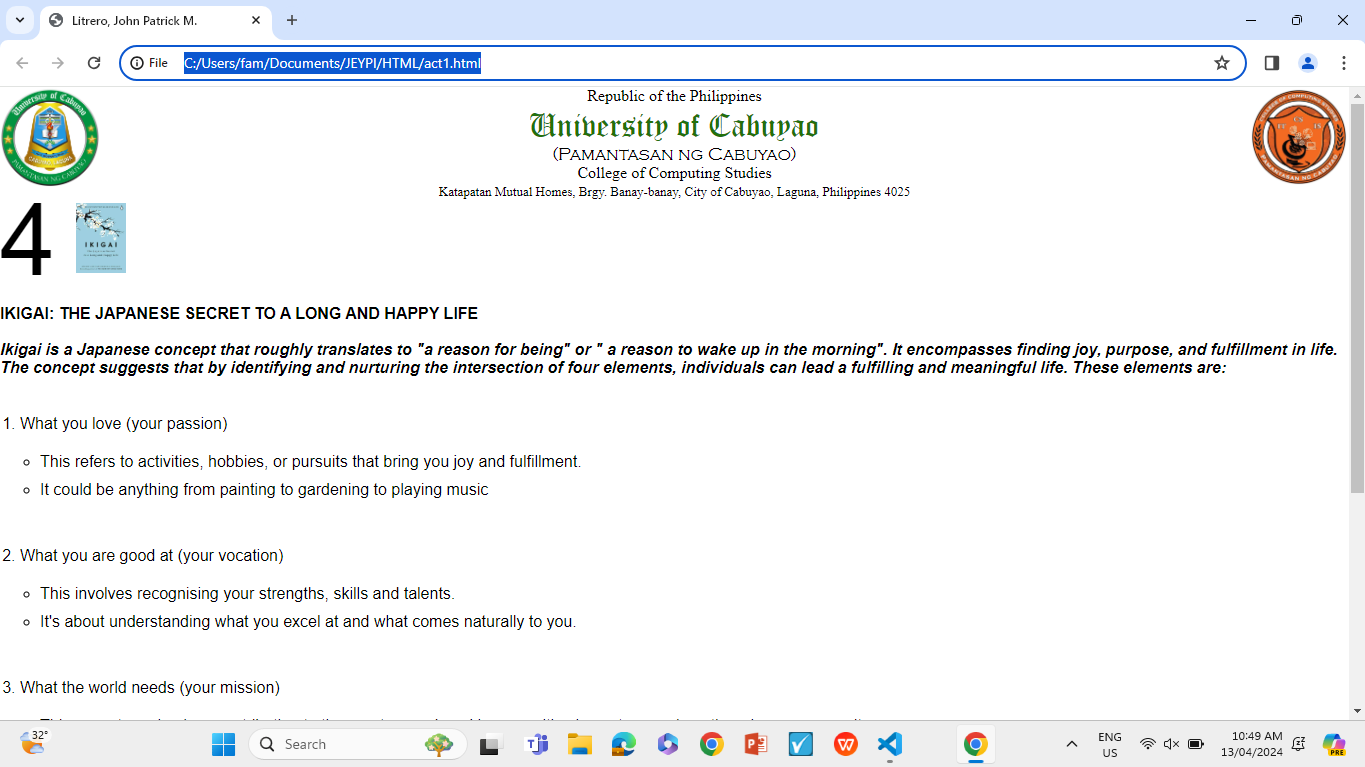 Litrero, John Patrick M.
File C:/Users/fam/Documents/JEYPI/HTML/act1.html
Republic of the Philippines
University of Cabuyao
(PAMANTASAN NG CABUYAO)
College of Computing Studies
Katapatan Mutual Homes, Brgy. Banay-banay, City of Cabuyao, Laguna, Philippines 4025
4
IKIGAI
IKIGAI: THE JAPANESE SECRET TO A LONG AND HAPPY LIFE
Ikigai is a Japanese concept that roughly translates to "a reason for being" or " a reason to wake up in the morning". It encompasses finding joy, purpose, and fulfillment in life.
The concept suggests that by identifying and nurturing the intersection of four elements, individuals can lead a fulfilling and meaningful life. These elements are:
1. What you love (your passion)
This refers to activities, hobbies, or pursuits that bring you joy and fulfillment.
It could be anything from painting to gardening to playing music
2. What you are good at (your vocation)
This involves recognising your strengths, skills and talents.
It's about understanding what you excel at and what comes naturally to you.
3. What the world needs (your mission)
32°
Search
ENG
US
10:49 AM
13/04/2024
PRE